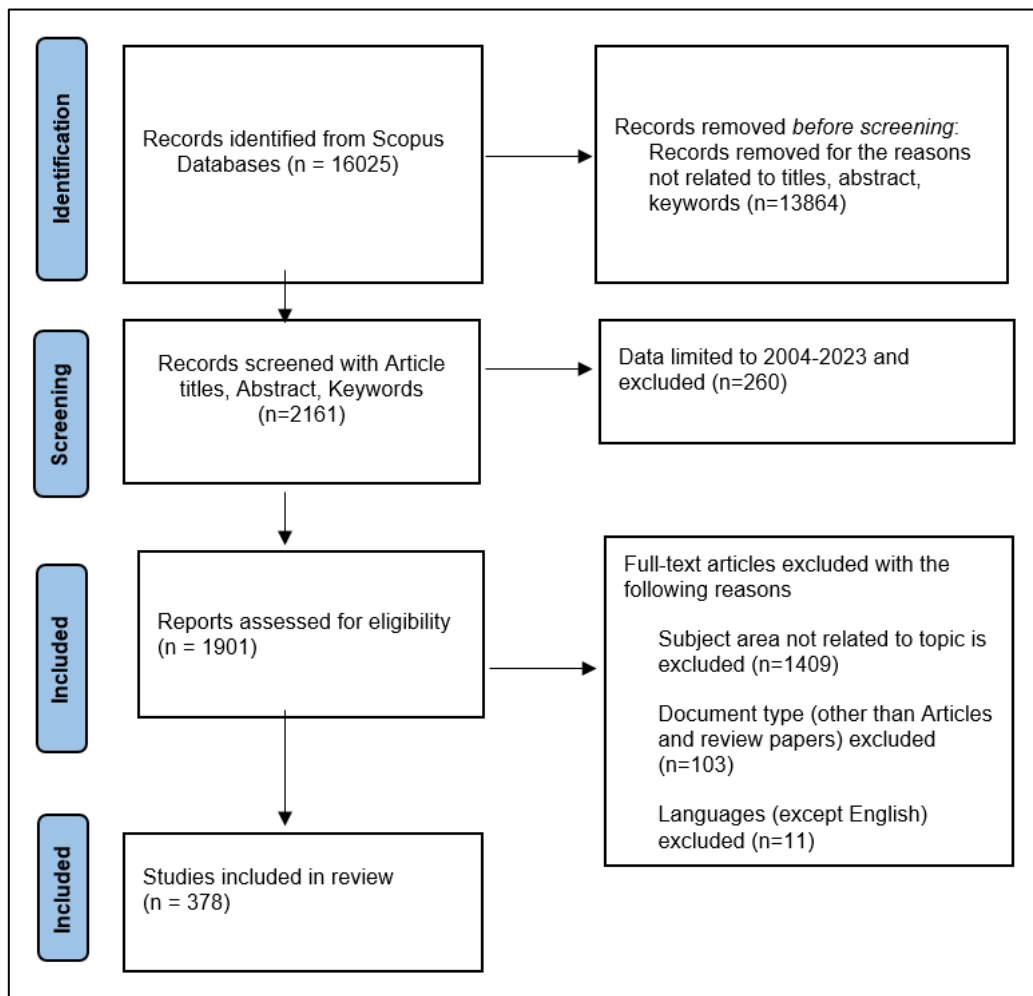 Identification
Records identified from Scopus
Databases (n = 16025)
Records removed before screening:
Records removed for the reasons
not related to titles, abstract,
keywords (n=13864)
Screening
Records screened with Article
titles, Abstract, Keywords
(n=2161)
Data limited to 2004-2023 and
excluded (n=260)
Included
Reports assessed for eligibility
(n = 1901)
Full-text articles excluded with the
following reasons
Subject area not related to topic is
excluded (n=1409)
Document type (other than Articles
and review papers) excluded
(n=103)
Languages (except English)
excluded (n=11)
Included
Studies included in review
(n = 378)